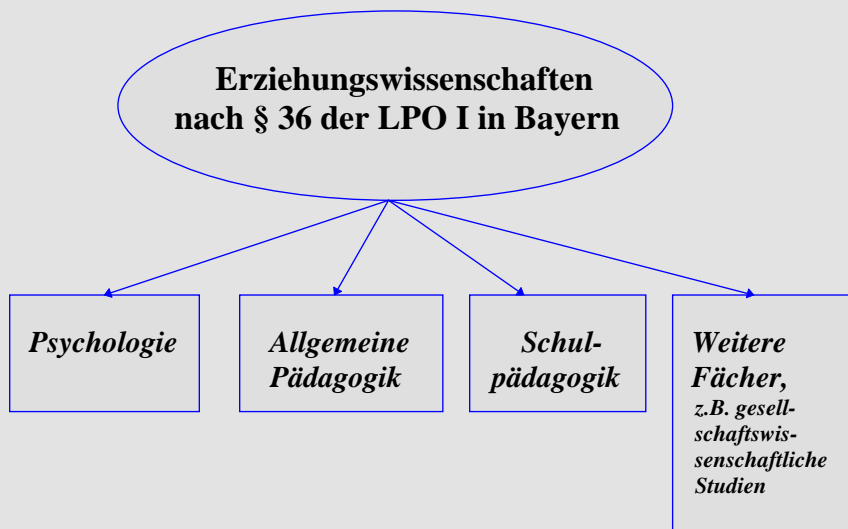 Erziehungswissenschaften
nach § 36 der LPO I in Bayern
Psychologie
Allgemeine
Pädagogik
Schul-
pädagogik
Weitere
Fächer,
z.B. gesell-
schaftswis-
senschaftliche
Studien